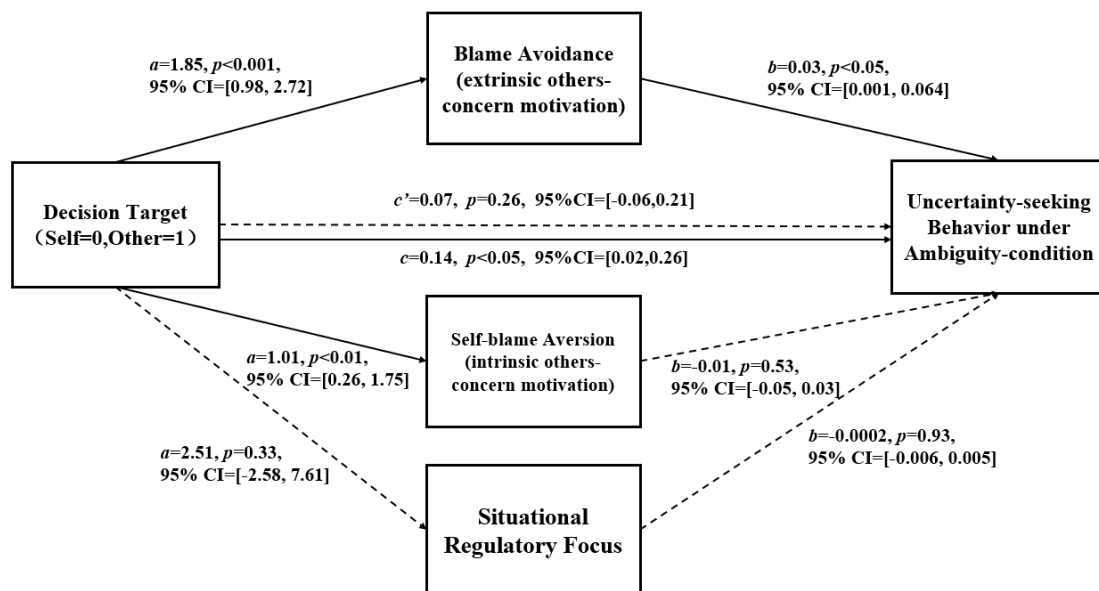 a=1.85, p<0.001,
95% CI=[0.98, 2.72]
Blame Avoidance
(extrinsic others-
concern motivation)
b=0.03, p<0.05,
95% CI=[0.001, 0.064]
Decision Target
（Self=0,Other=1）
c’=0.07, p=0.26, 95%CI=[-0.06,0.21]
c=0.14, p<0.05, 95%CI=[0.02,0.26]
Uncertainty-seeking
Behavior under
Ambiguity-condition
a=1.01, p<0.01,
95% CI=[0.26, 1.75]
Self-blame Aversion
(intrinsic others-
concern motivation)
b=-0.01, p=0.53,
95% CI=[-0.05, 0.03]
a=2.51, p=0.33,
95% CI=[-2.58, 7.61]
Situational
Regulatory Focus
b=-0.0002, p=0.93,
95% CI=[-0.006, 0.005]